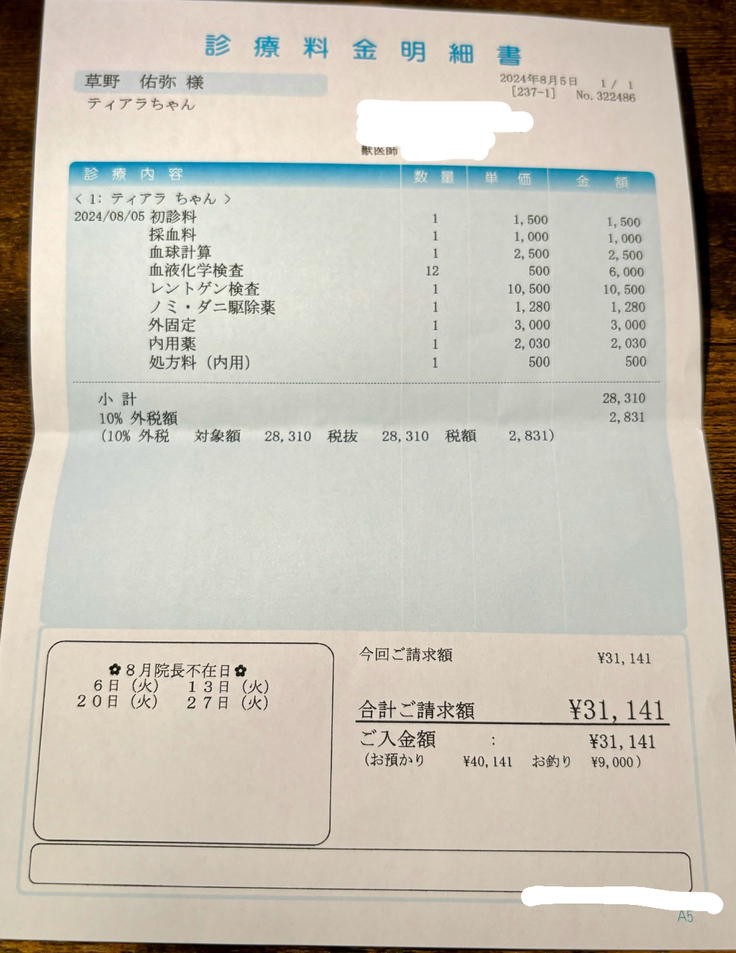 診療料金明細書
草野 佑弥 様
ティアラちゃん
2024年8月5日 1 / 1
[237-1] No. 322486
獣医師
診 療 内 容 数 量 単 価 金 額
< 1: ティアラ ちゃん >
2024/08/05 初診料 1 1,500 1,500
採血料 1 1,000 1,000
血球計算 1 2,500 2,500
血液化学検査 12 500 6,000
レントゲン検査 1 10,500 10,500
ノミ・ダニ駆除薬 1 1,280 1,280
外固定 1 3,000 3,000
内用薬 1 2,030 2,030
処方料(内用) 1 500 500
小 計 28,310
10% 外税額 2,831
(10% 外税 対象額 28,310 税抜 28,310 税額 2,831)
✿8月院長不在日✿
6日(火) 13日(火)
20日(火) 27日(火)
今回ご請求額 ¥31,141
合計ご請求額 ¥31,141
ご入金額 : ¥31,141
(お預かり ¥40,141 お釣り ¥9,000)
A5